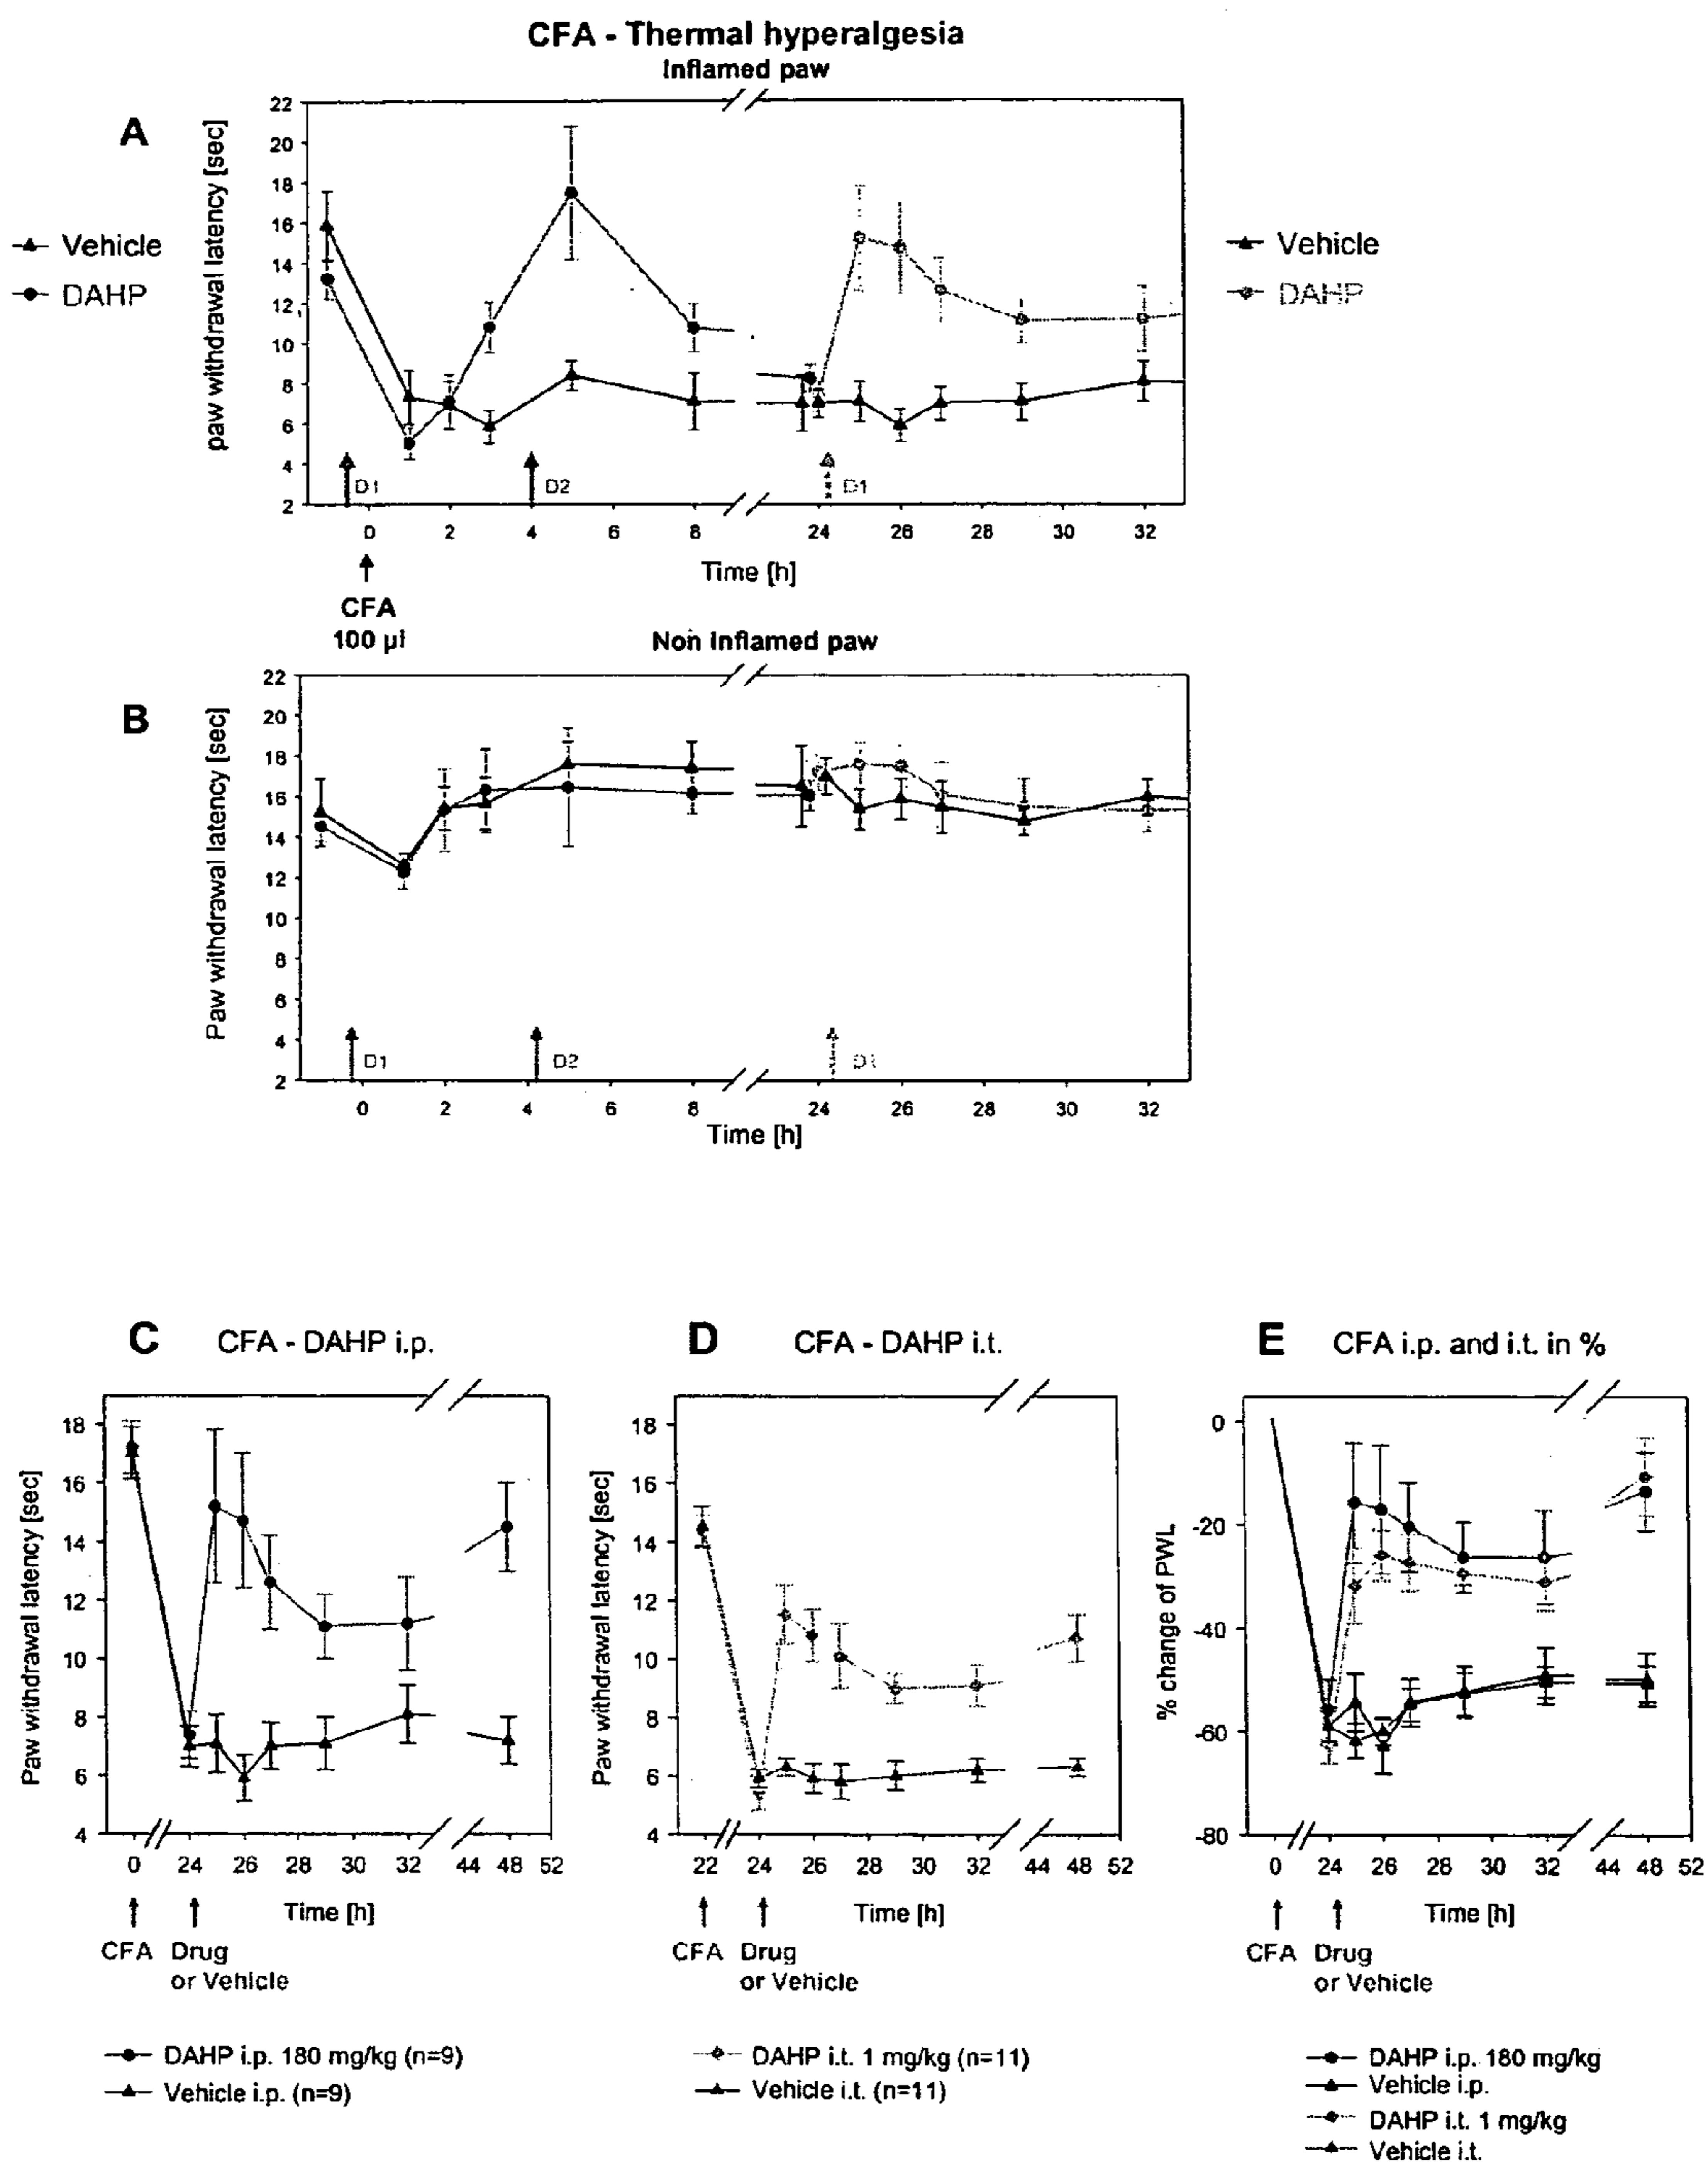 CFA - Thermal hyperalgesia
Inflamed paw
A
paw withdrawal latency [sec]
22
20
18
16
14
12
10
8
6
4
2
Vehicle
DAHP
Vehicle
DAHP
D1
D2
D1
0 2 4 6 8 24 26 28 30 32
Time [h]
CFA
100 µl
Non Inflamed paw
B
Paw withdrawal latency [sec]
22
20
18
16
14
12
10
8
6
4
2
D1
D2
D1
0 2 4 6 8 24 26 28 30 32
Time [h]
C CFA - DAHP i.p.
Paw withdrawal latency [sec]
18
16
14
12
10
8
6
4
0 24 26 28 30 32 44 48 52
Time [h]
CFA Drug
or Vehicle
DAHP i.p. 180 mg/kg (n=9)
Vehicle i.p. (n=9)
D CFA - DAHP i.t.
Paw withdrawal latency [sec]
18
16
14
12
10
8
6
4
22 24 26 28 30 32 44 48 52
Time [h]
CFA Drug
or Vehicle
DAHP i.t. 1 mg/kg (n=11)
Vehicle i.t. (n=11)
E CFA i.p. and i.t. in %
% change of PWL
0
-20
-40
-60
-80
0 24 26 28 30 32 44 48 52
Time [h]
CFA Drug
or Vehicle
DAHP i.p. 180 mg/kg
Vehicle i.p.
DAHP i.t. 1 mg/kg
Vehicle i.t.